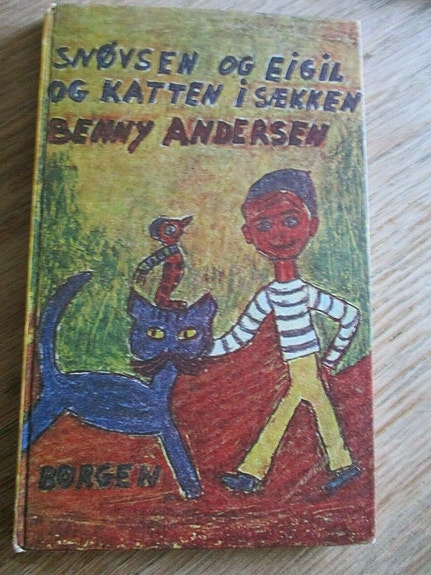 SNØVSEN OG EiGiL
OG KATTEN i SÆKKEN
BENNY ANDERSEN
BORGEN